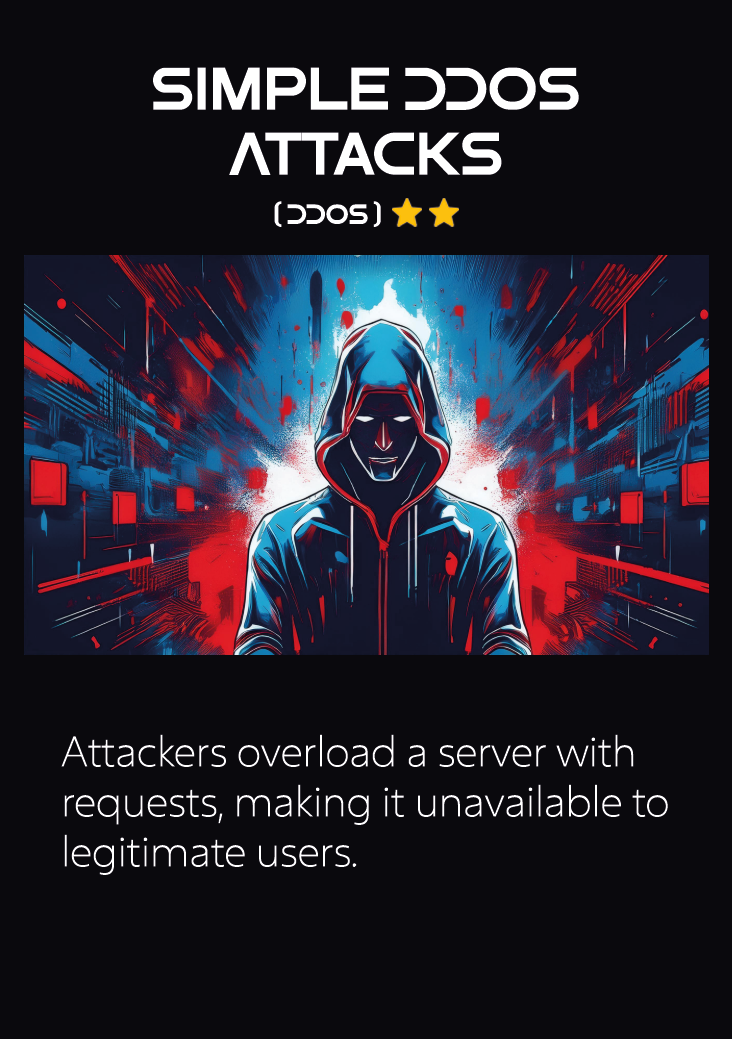 SIMPLE DDOS
ATTACKS
(DDOS) ⭐⭐
Attackers overload a server with
requests, making it unavailable to
legitimate users.